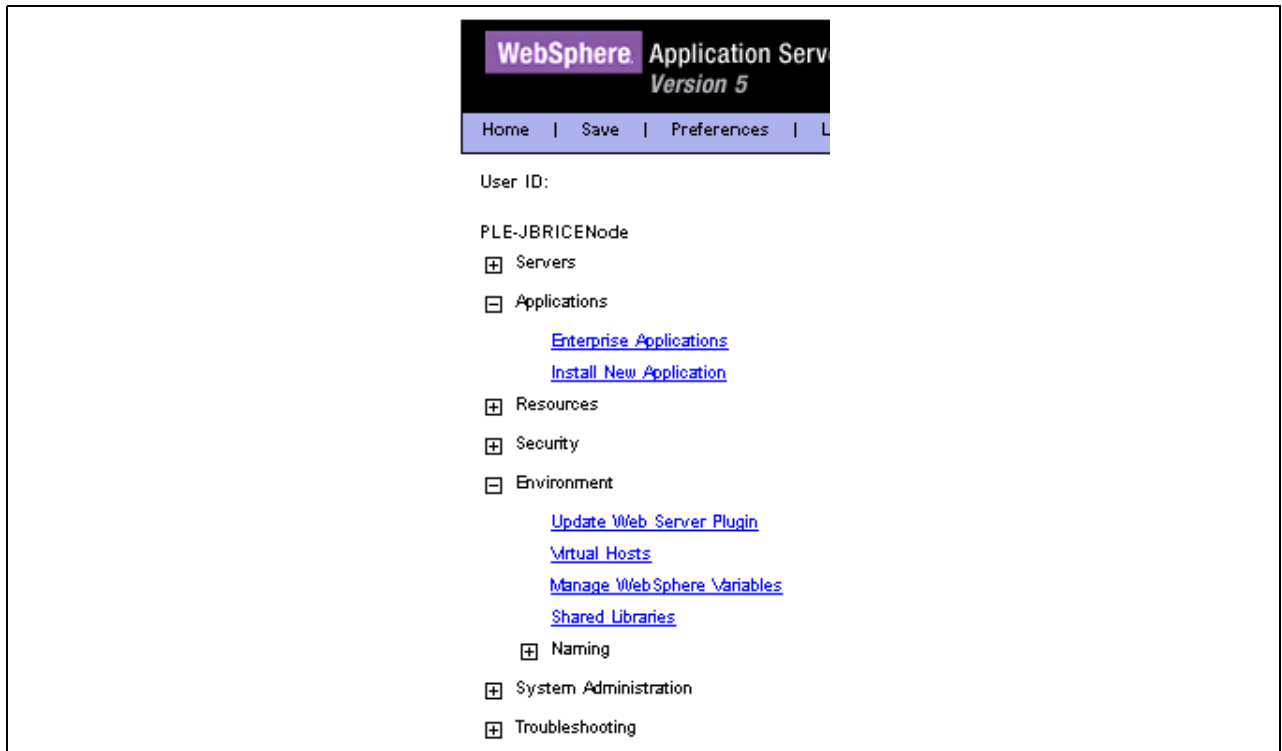 WebSphere. Application Serv
Version 5
Home | Save | Preferences | L
User ID:
PLE-JBRICENode
Servers
Applications
Enterprise Applications
Install New Application
Resources
Security
Environment
Update Web Server Plugin
Virtual Hosts
Manage WebSphere Variables
Shared Libraries
Naming
System Administration
Troubleshooting